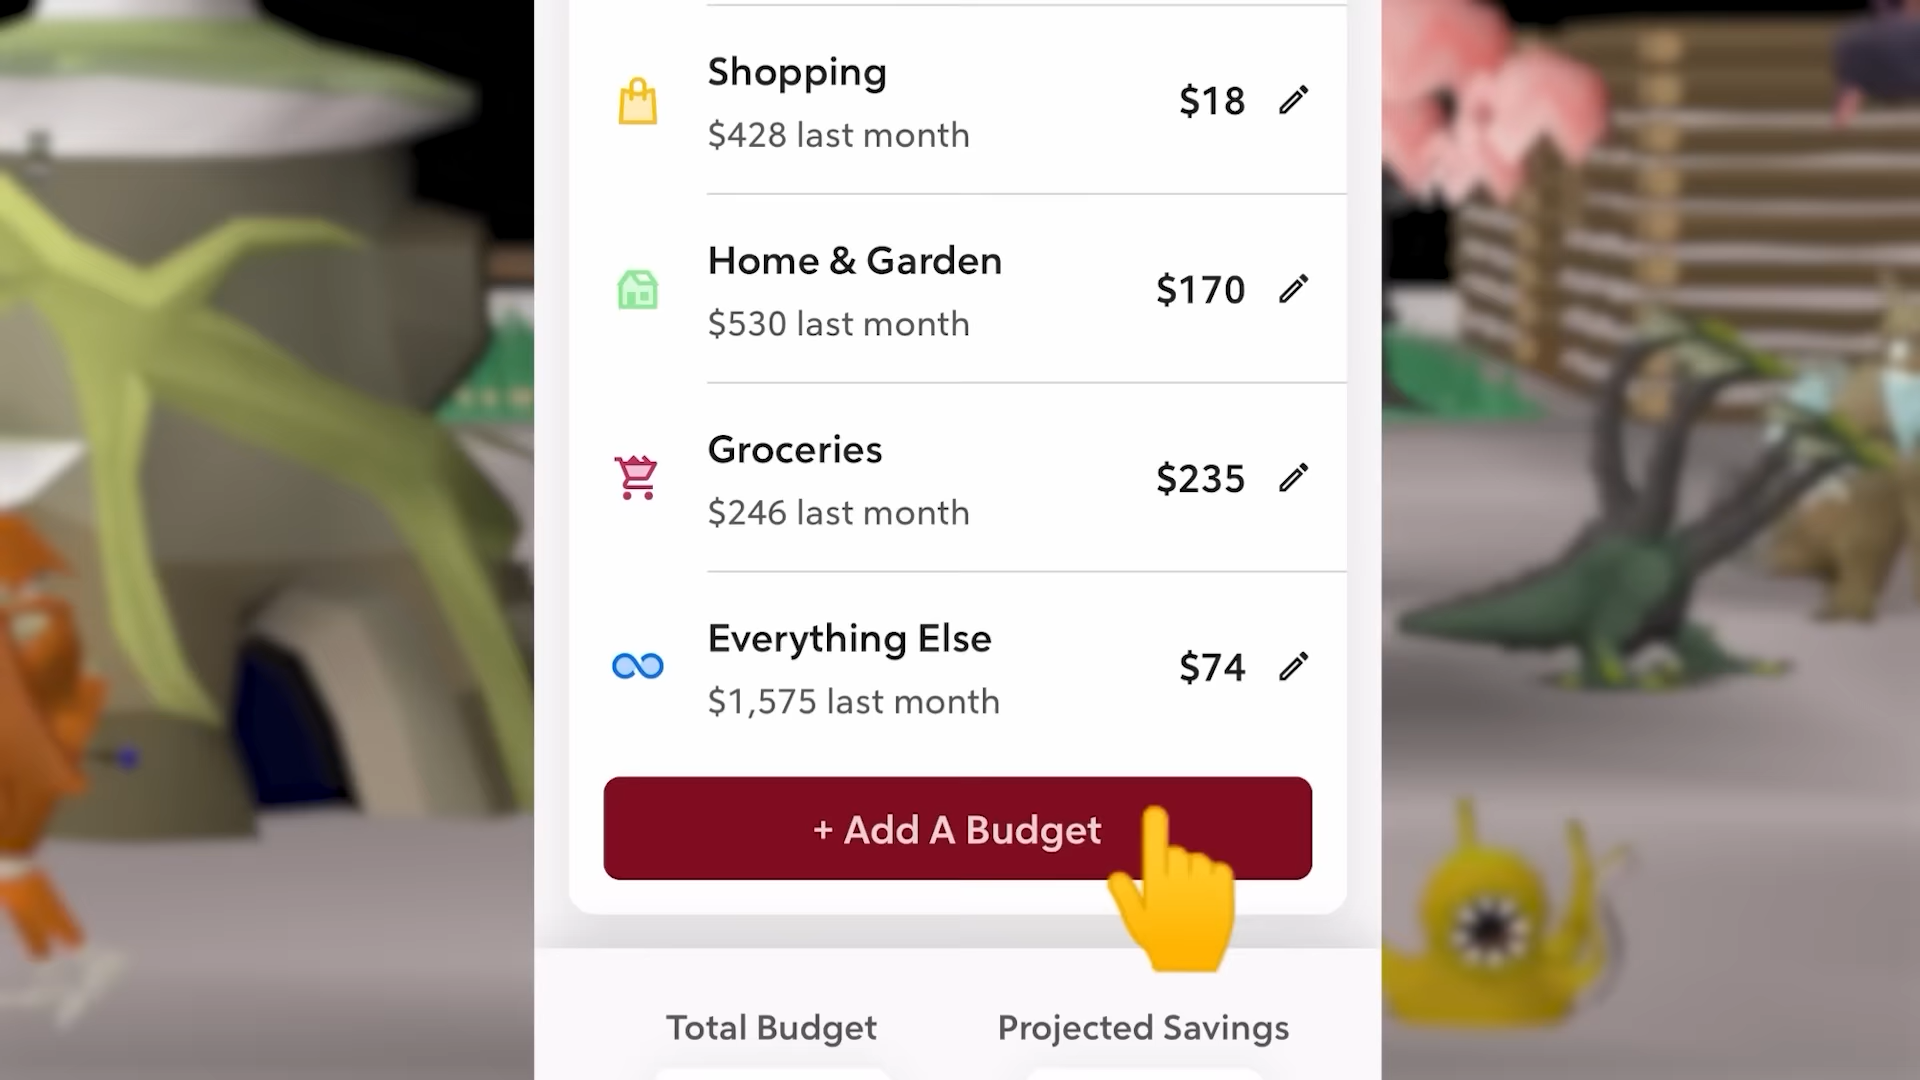 Shopping
$18
$428 last month
Home & Garden
$170
$530 last month
Groceries
$235
$246 last month
Everything Else
$74
$1,575 last month
+ Add A Budget
Total Budget
Projected Savings